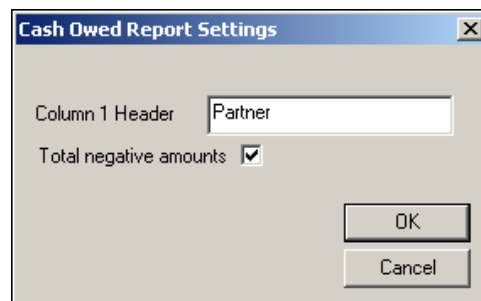 Cash Owed Report Settings
Column 1 Header Partner
Total negative amounts
OK
Cancel